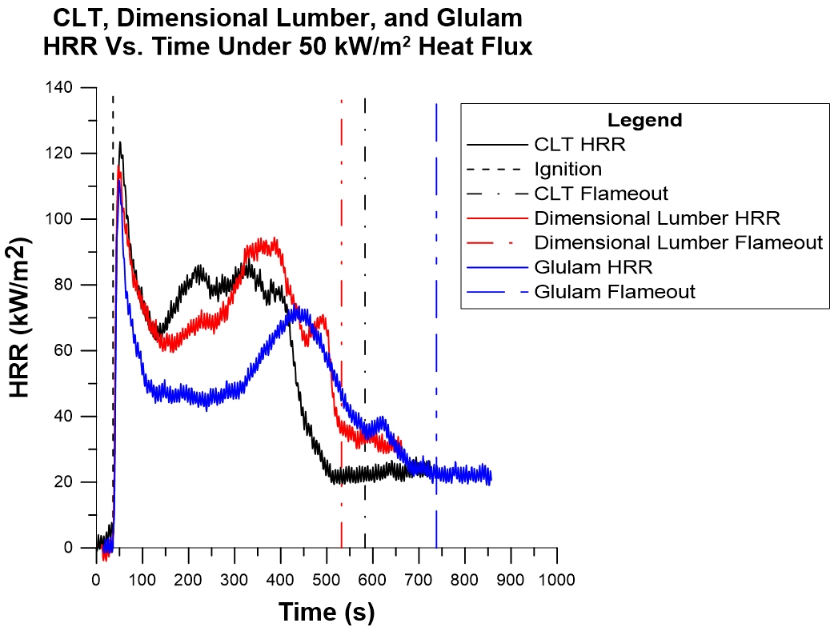 CLT, Dimensional Lumber, and Glulam
HRR Vs. Time Under 50 kW/m² Heat Flux
HRR (kW/m2)
140
120
100
80
60
40
20
0
0 100 200 300 400 500 600 700 800 900 1000
Time (s)
Legend
CLT HRR
Ignition
CLT Flameout
Dimensional Lumber HRR
Dimensional Lumber Flameout
Glulam HRR
Glulam Flameout